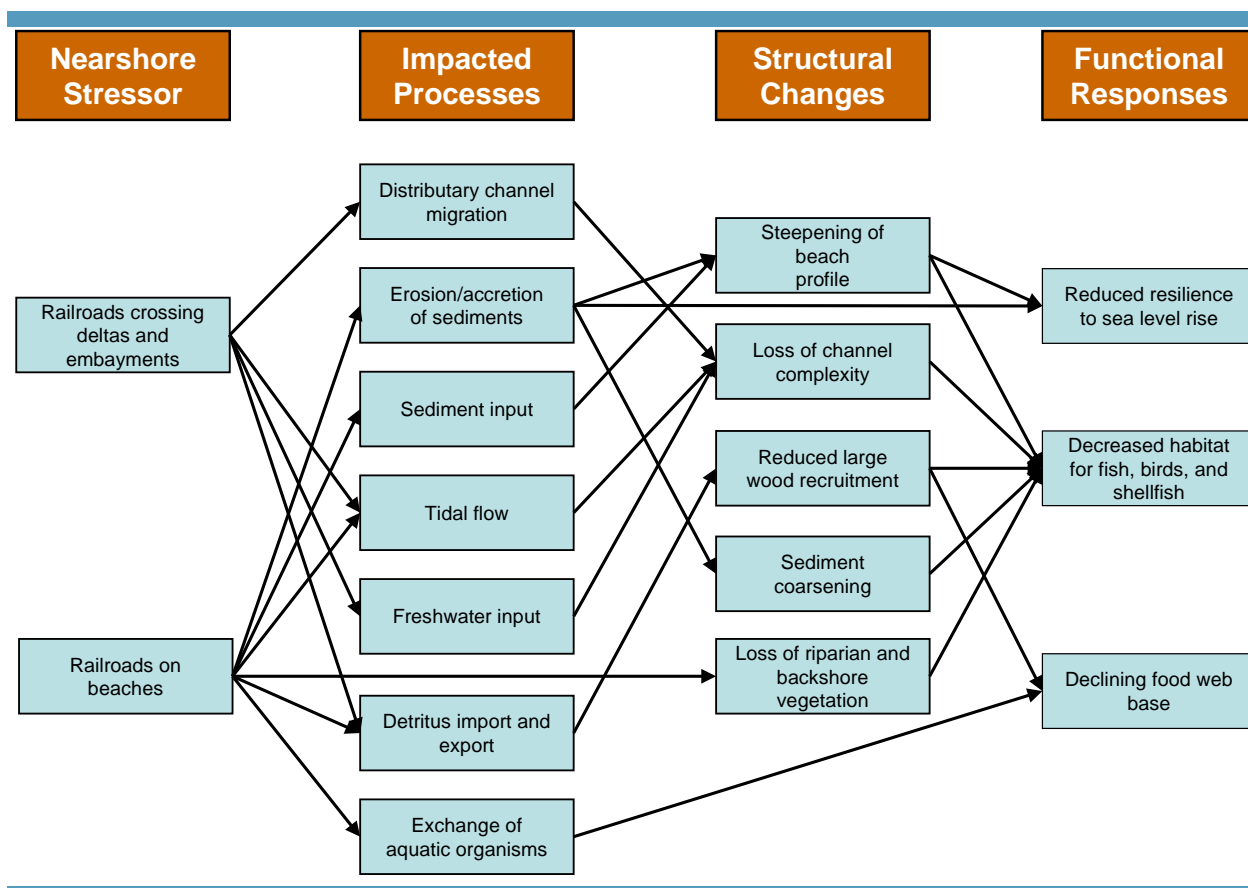 Nearshore
Stressor
Impacted
Processes
Structural
Changes
Functional
Responses
Railroads crossing
deltas and
embayments
Railroads on
beaches
Distributary channel
migration
Erosion/accretion
of sediments
Sediment input
Tidal flow
Freshwater input
Detritus import and
export
Exchange of
aquatic organisms
Steepening of
beach
profile
Loss of channel
complexity
Reduced large
wood recruitment
Sediment
coarsening
Loss of riparian and
backshore
vegetation
Reduced resilience
to sea level rise
Decreased habitat
for fish, birds, and
shellfish
Declining food web
base